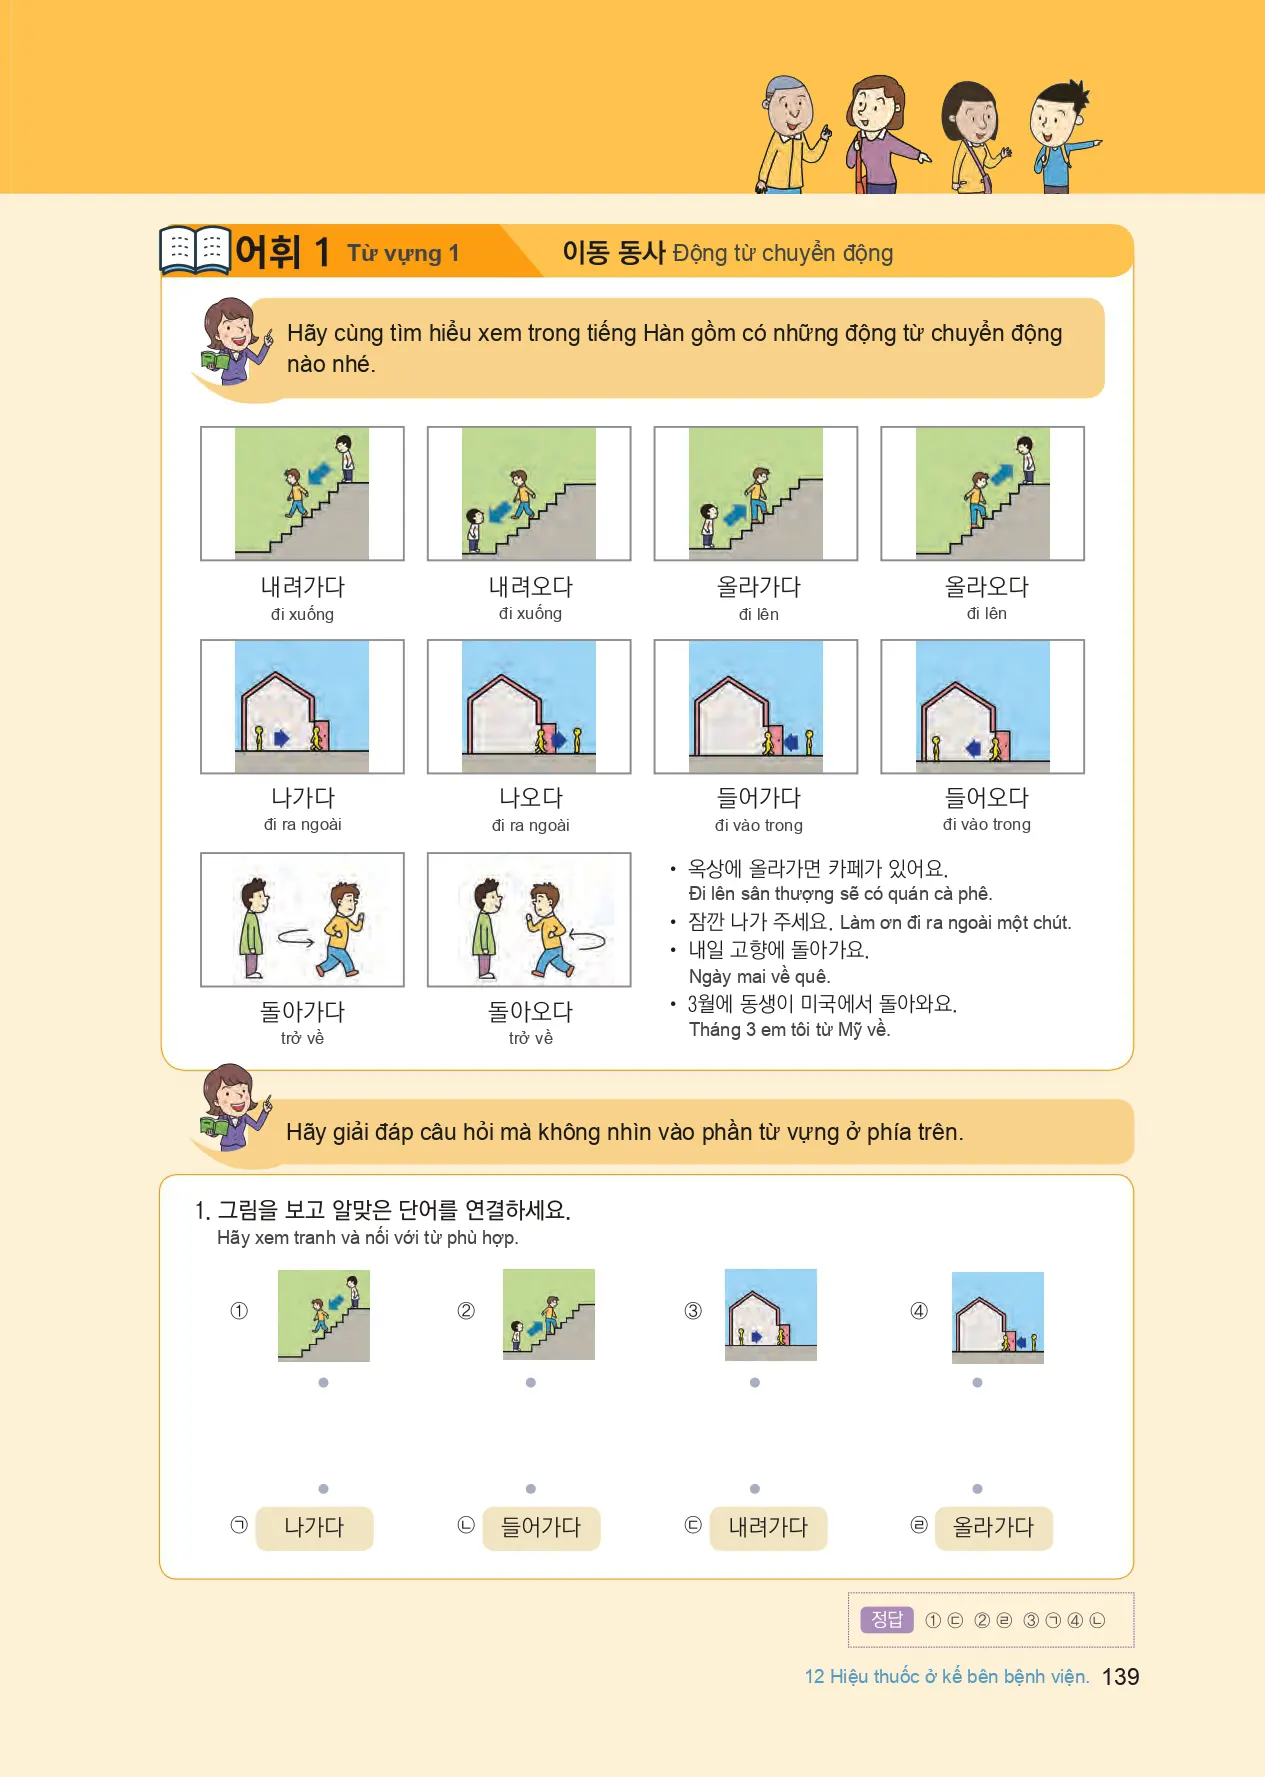 어휘 1 Từ vựng 1 이동 동사 Động từ chuyển động
Hãy cùng tìm hiểu xem trong tiếng Hàn gồm có những động từ chuyển động
nào nhé.
내려가다 내려오다 올라가다 올라오다
đi xuống đi xuống đi lên đi lên
나가다 나오다 들어가다 들어오다
đi ra ngoài đi ra ngoài đi vào trong đi vào trong
돌아가다 돌아오다
trở về trở về
• 옥상에 올라가면 카페가 있어요.
Đi lên sân thượng sẽ có quán cà phê.
• 잠깐 나가 주세요. Làm ơn đi ra ngoài một chút.
• 내일 고향에 돌아가요.
Ngày mai về quê.
• 3월에 동생이 미국에서 돌아와요.
Tháng 3 em tôi từ Mỹ về.
Hãy giải đáp câu hỏi mà không nhìn vào phần từ vựng ở phía trên.
1. 그림을 보고 알맞은 단어를 연결하세요.
Hãy xem tranh và nối với từ phù hợp.
① ② ③ ④
㉠ 나가다 ㉡ 들어가다 ㉢ 내려가다 ㉣ 올라가다
정답 ① ㉢ ② ㉣ ③ ㉠ ④ ㉡
12 Hiệu thuốc ở kế bên bệnh viện. 139